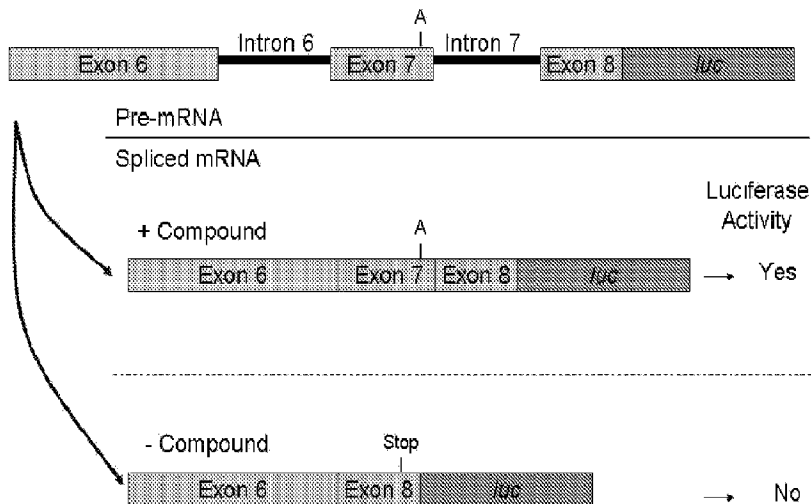 A
Intron 6 Intron 7
Exon 6 Exon 7 Exon 8 luc
Pre-mRNA
Spliced mRNA
Luciferase
Activity
+ Compound A
Exon 6 Exon 7 Exon 8 luc Yes
- Compound Stop
Exon 6 Exon 8 luc No